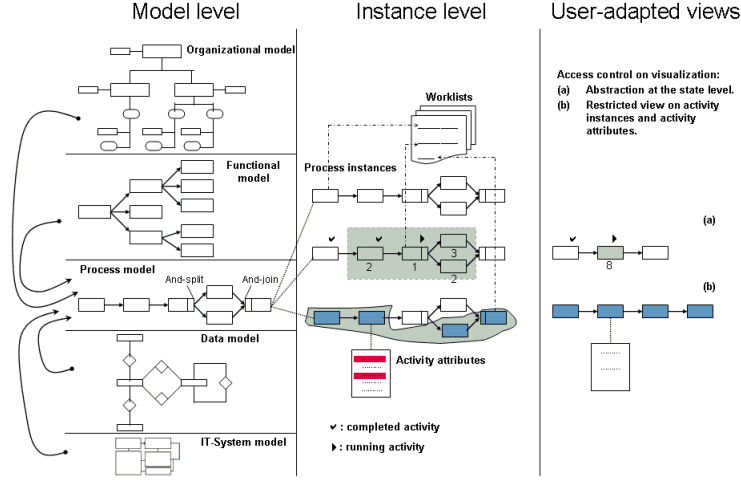 Model level
Instance level
User-adapted views
Organizational model
Functional model
Process model
And-split
And-join
Data model
IT-System model
Worklists
Process instances
2
1
3
2
Activity attributes
: completed activity
: running activity
Access control on visualization:
(a) Abstraction at the state level.
(b) Restricted view on activity
instances and activity
attributes.
(a)
8
(b)